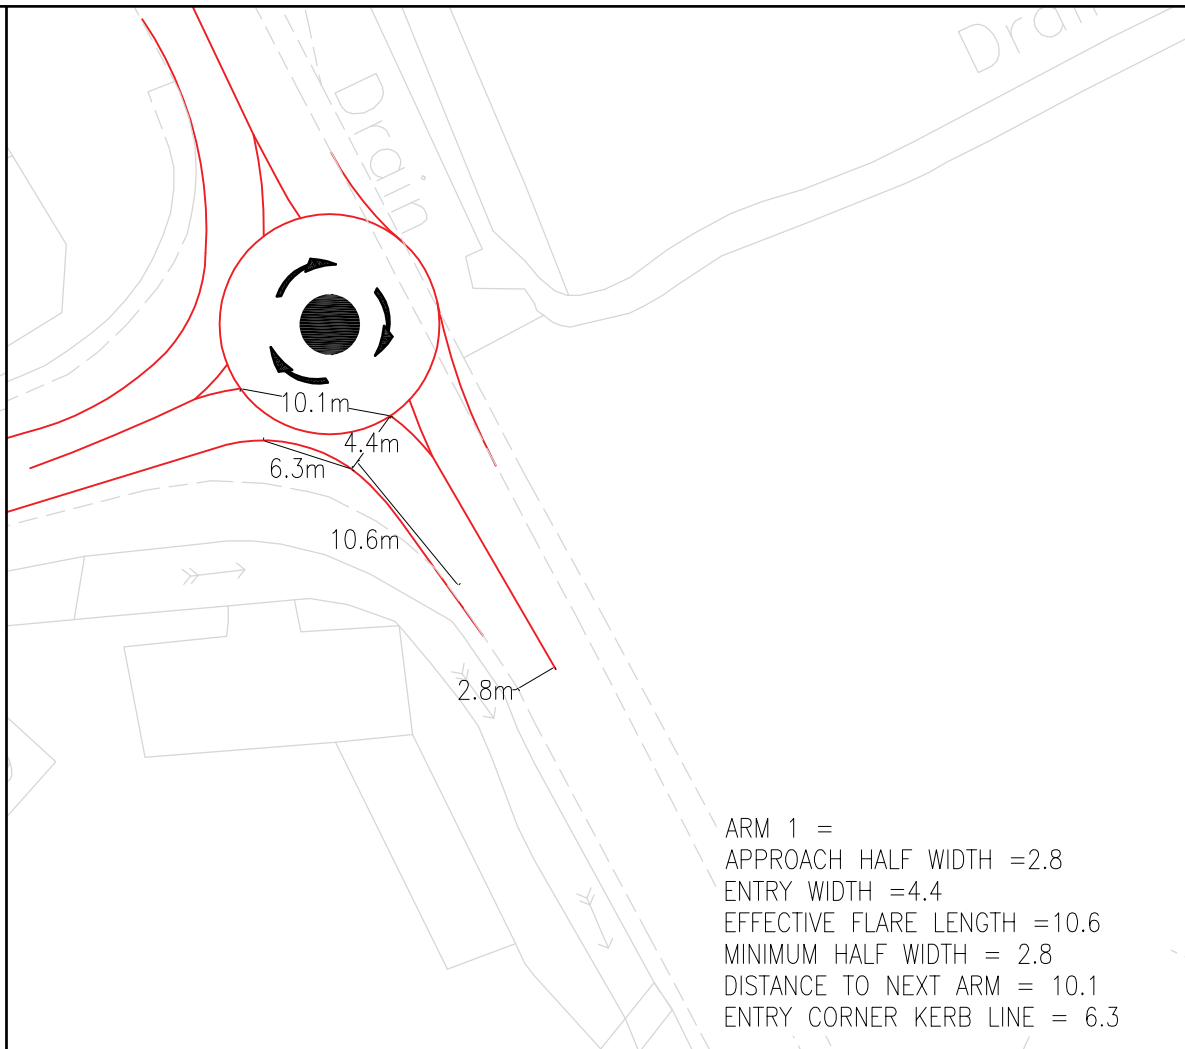 Drain
Drain
10.1m
4.4m
6.3m
10.6m
2.8m
ARM 1 =
APPROACH HALF WIDTH =2.8
ENTRY WIDTH =4.4
EFFECTIVE FLARE LENGTH =10.6
MINIMUM HALF WIDTH = 2.8
DISTANCE TO NEXT ARM = 10.1
ENTRY CORNER KERB LINE = 6.3